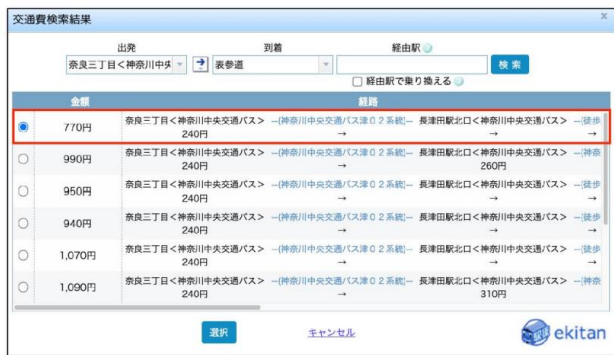 交通費検索結果
x
出発 到着 経由駅
奈良三丁目<神奈川中央 表参道 検索
経由駅で乗り換える
金額 経路
770円 奈良三丁目<神奈川中央交通バス> --(神奈川中央交通バス津０２系統)-- 長津田駅北口<神奈川中央交通バス> --(徒歩
240円 → → →
990円 奈良三丁目<神奈川中央交通バス> --(神奈川中央交通バス津０２系統)-- 長津田駅北口<神奈川中央交通バス> --(神奈
240円 → 260円
950円 奈良三丁目<神奈川中央交通バス> --(神奈川中央交通バス津０２系統)-- 長津田駅北口<神奈川中央交通バス> --(徒歩
240円 → → →
940円 奈良三丁目<神奈川中央交通バス> --(神奈川中央交通バス津０２系統)-- 長津田駅北口<神奈川中央交通バス> --(徒歩
240円 → → →
1,070円 奈良三丁目<神奈川中央交通バス> --(神奈川中央交通バス津０２系統)-- 長津田駅北口<神奈川中央交通バス> --(徒歩
240円 → → →
1,090円 奈良三丁目<神奈川中央交通バス> --(神奈川中央交通バス津０２系統)-- 長津田駅北口<神奈川中央交通バス> --(神奈
240円 → 310円
選択 キャンセル ekitan